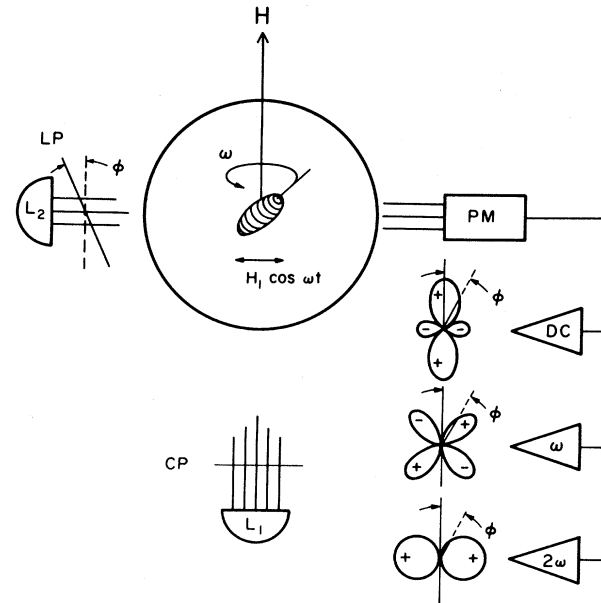 H
LP
φ
ω
L₂
PM
H₁ cos ωt
+
φ
-
-
DC
+
-
+
φ
ω
+
-
CP
φ
L₁
+
+
2ω